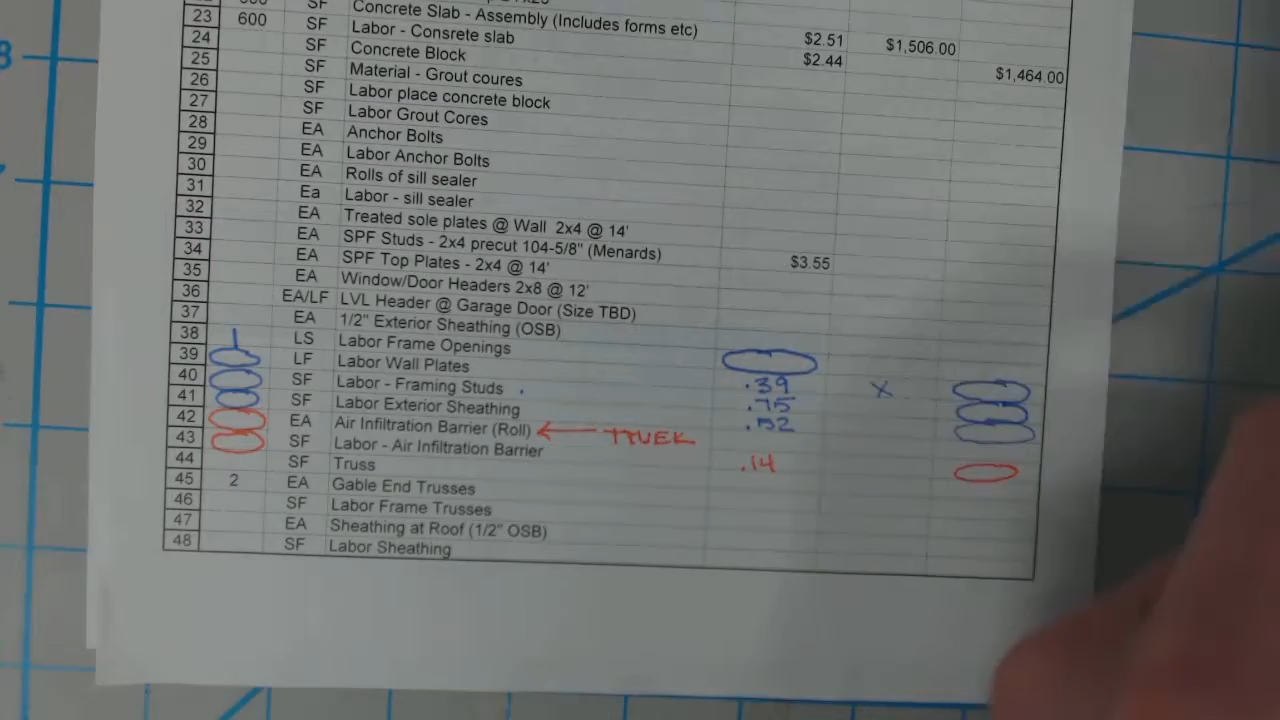 SF Concrete Slab - Assembly (Includes forms etc) $2.51 $1,506.00
23 600 SF Labor - Consrete slab $2.44 $1,464.00
24 SF Concrete Block
25 SF Material - Grout coures
26 SF Labor place concrete block
27 SF Labor Grout Cores
28 EA Anchor Bolts
29 EA Labor Anchor Bolts
30 EA Rolls of sill sealer
31 Ea Labor - sill sealer
32 EA Treated sole plates @ Wall 2x4 @ 14'
33 EA SPF Studs - 2x4 precut 104-5/8" (Menards) $3.55
34 EA SPF Top Plates - 2x4 @ 14'
35 EA Window/Door Headers 2x8 @ 12'
36 EA/LF LVL Header @ Garage Door (Size TBD)
37 EA 1/2" Exterior Sheathing (OSB)
38 1 LS Labor Frame Openings
39 LF Labor Wall Plates .39 X
40 SF Labor - Framing Studs .75
41 SF Labor Exterior Sheathing .52
42 EA Air Infiltration Barrier (Roll) TYVEK
43 SF Labor - Air Infiltration Barrier .14
44 SF Truss
45 2 EA Gable End Trusses
46 SF Labor Frame Trusses
47 EA Sheathing at Roof (1/2" OSB)
48 SF Labor Sheathing